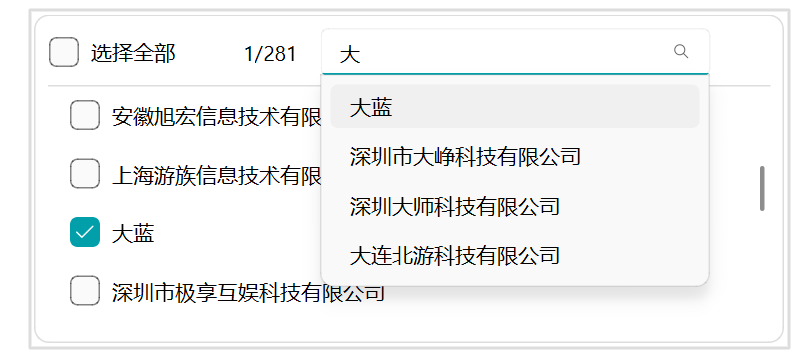 选择全部 1/281 大
安徽旭宏信息技术有限
上海游族信息技术有限
大蓝
深圳市极享互娱科技有限公司
大蓝
深圳市大峥科技有限公司
深圳大师科技有限公司
大连北游科技有限公司